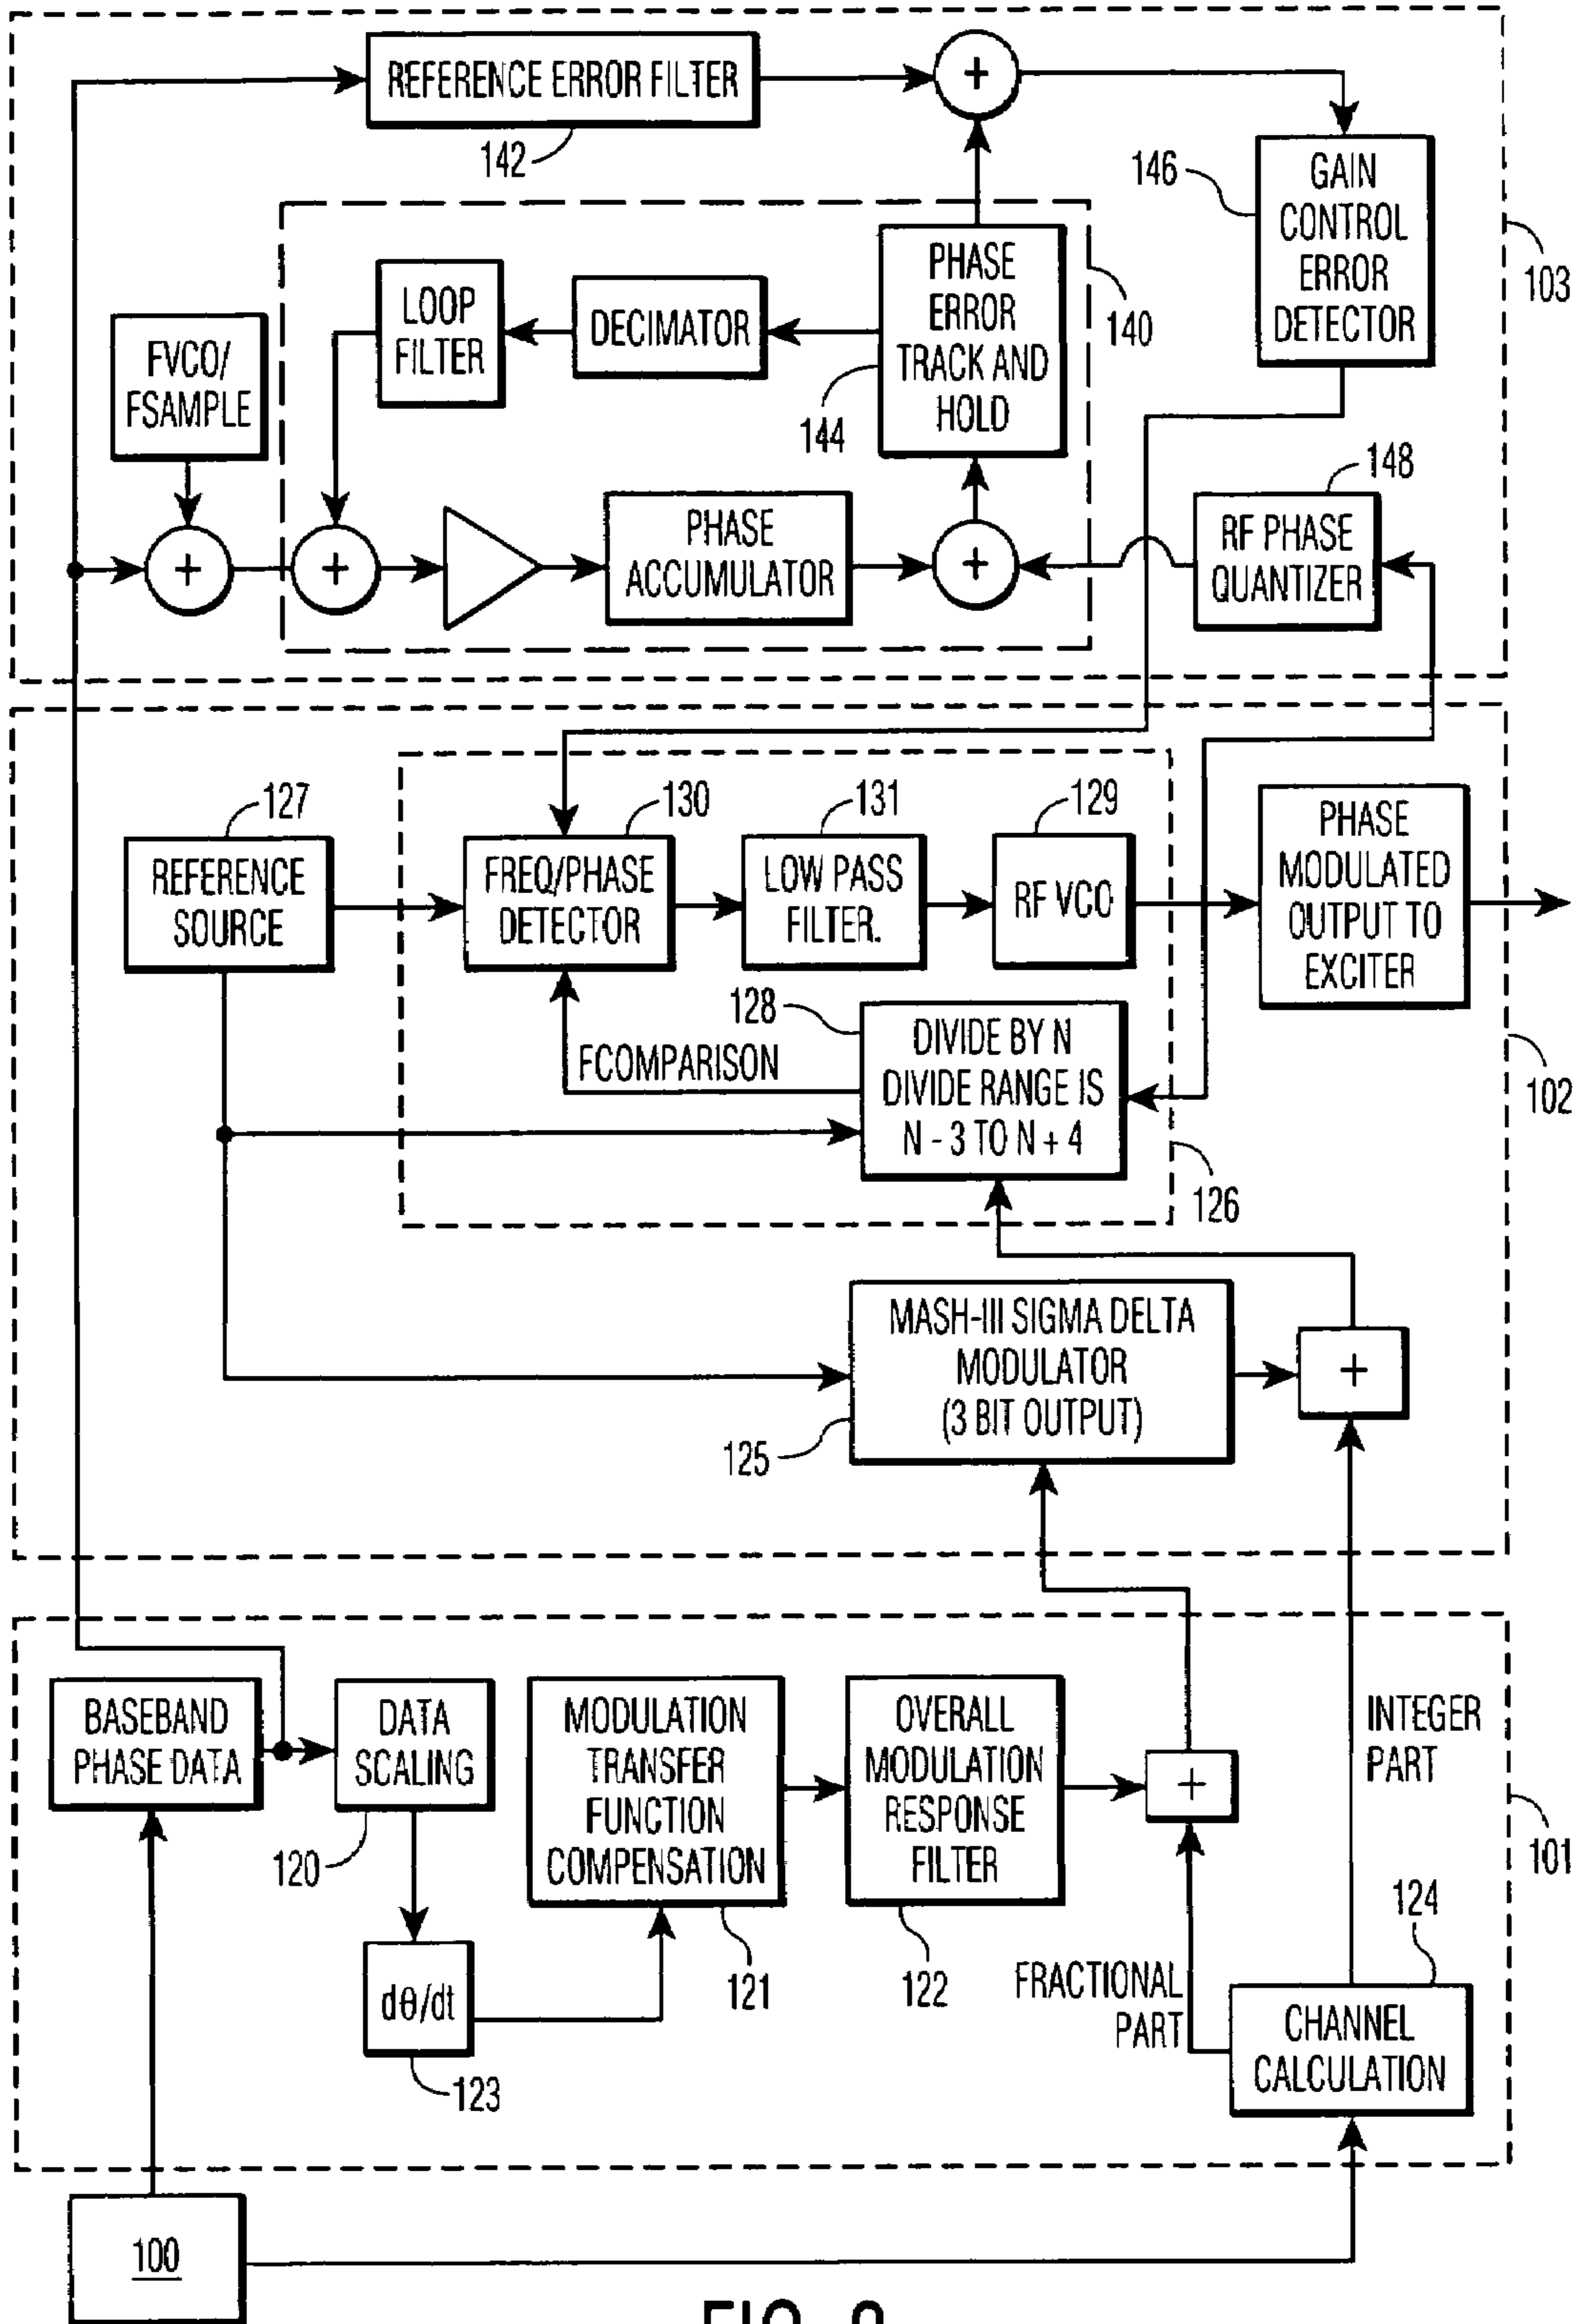 REFERENCE ERROR FILTER
+
142
146
GAIN
CONTROL
ERROR
DETECTOR
103
PHASE
ERROR
TRACK AND
HOLD
140
LOOP
FILTER
DECIMATOR
144
FVCO/
FSAMPLE
148
+
+
PHASE
ACCUMULATOR
+
RF PHASE
QUANTIZER
127
130
131
129
REFERENCE
SOURCE
FREQ/PHASE
DETECTOR
LOW PASS
FILTER.
RF VCO
PHASE
MODULATED
OUTPUT TO
EXCITER
128
FCOMPARISON
DIVIDE BY N
DIVIDE RANGE IS
N - 3 TO N + 4
102
126
MASH-III SIGMA DELTA
MODULATOR
(3 BIT OUTPUT)
+
125
BASEBAND
PHASE DATA
DATA
SCALING
MODULATION
TRANSFER
FUNCTION
COMPENSATION
OVERALL
MODULATION
RESPONSE
FILTER
+
INTEGER
PART
101
120
124
dθ/dt
121
122
FRACTIONAL
PART
CHANNEL
CALCULATION
123
100